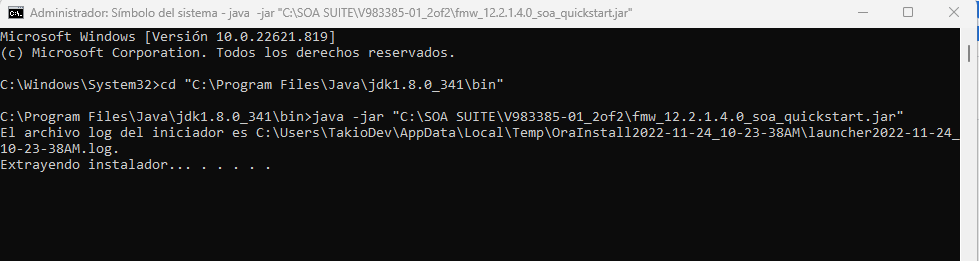 Administrador: Símbolo del sistema - java -jar "C:\SOA SUITE\V983385-01_2of2\fmw_12.2.1.4.0_soa_quickstart.jar"
Microsoft Windows [Versión 10.0.22621.819]
(c) Microsoft Corporation. Todos los derechos reservados.
C:\Windows\System32>cd "C:\Program Files\Java\jdk1.8.0_341\bin"
C:\Program Files\Java\jdk1.8.0_341\bin>java -jar "C:\SOA SUITE\V983385-01_2of2\fmw_12.2.1.4.0_soa_quickstart.jar"
El archivo log del iniciador es C:\Users\TakioDev\AppData\Local\Temp\OraInstall2022-11-24_10-23-38AM\launcher2022-11-24_
10-23-38AM.log.
Extrayendo instalador... . . . . .